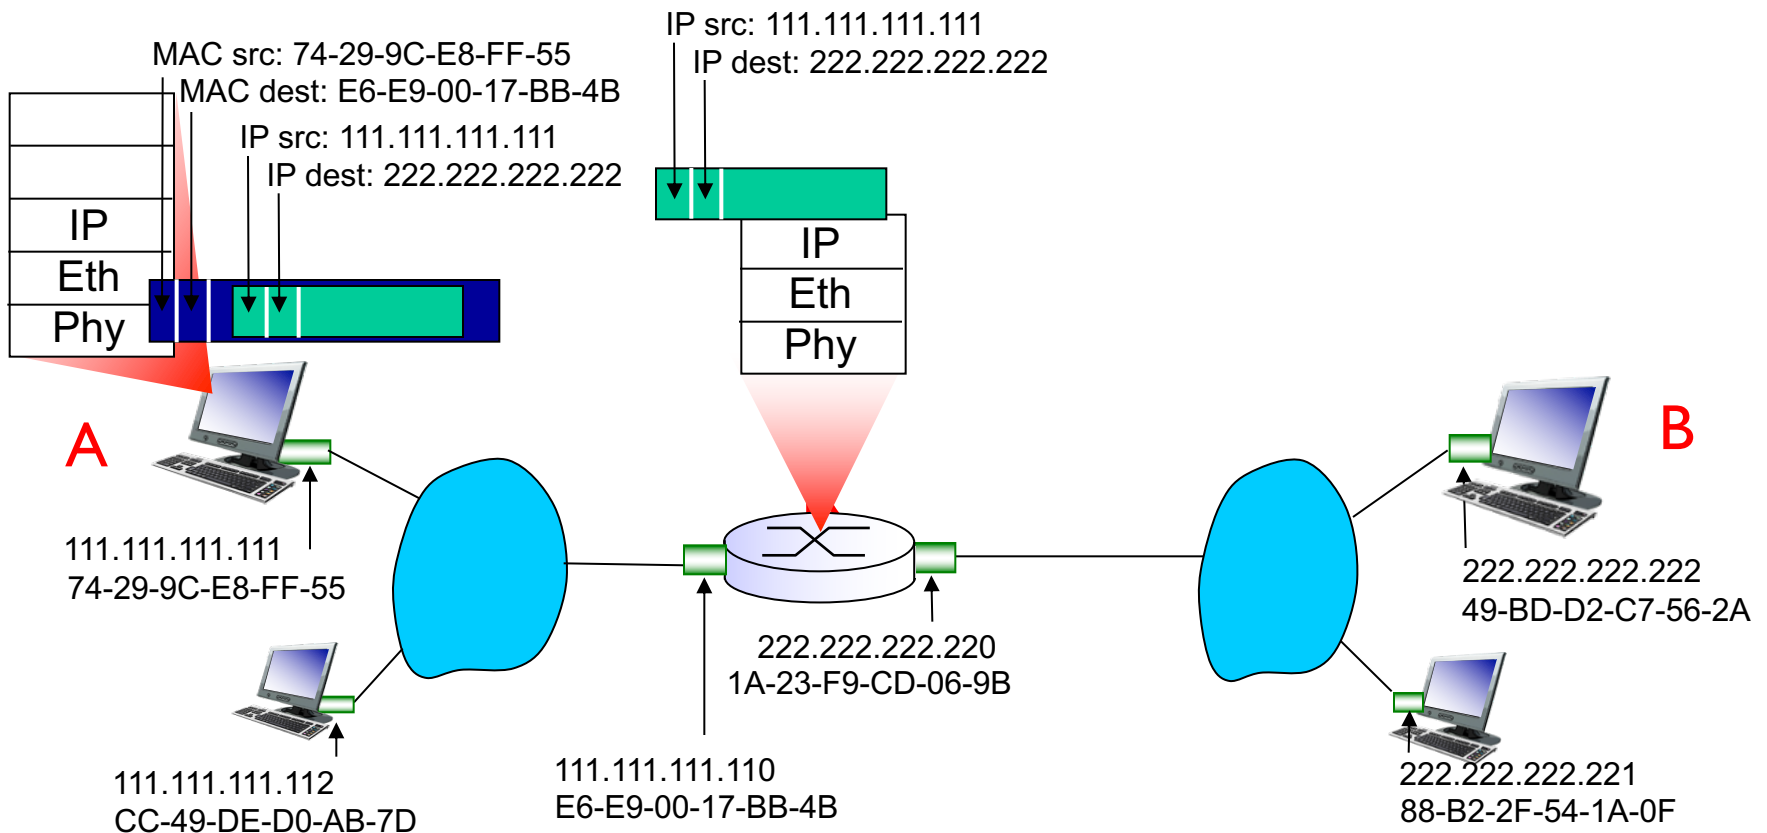 MAC src: 74-29-9C-E8-FF-55
MAC dest: E6-E9-00-17-BB-4B
IP src: 111.111.111.111
IP dest: 222.222.222.222
IP
Eth
Phy
IP src: 111.111.111.111
IP dest: 222.222.222.222
IP
Eth
Phy
A
B
111.111.111.111
74-29-9C-E8-FF-55
222.222.222.222
49-BD-D2-C7-56-2A
222.222.222.220
1A-23-F9-CD-06-9B
111.111.111.112
CC-49-DE-D0-AB-7D
111.111.111.110
E6-E9-00-17-BB-4B
222.222.222.221
88-B2-2F-54-1A-0F